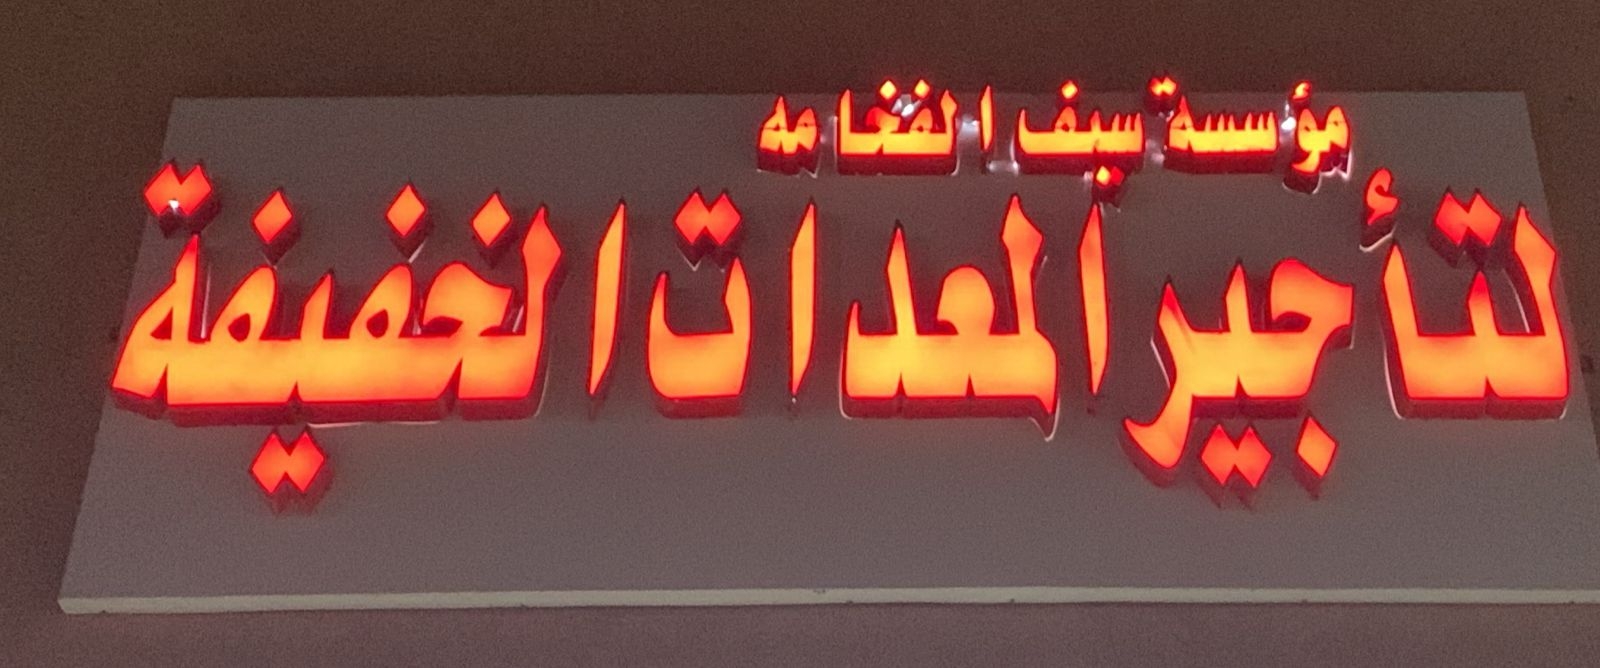 مؤسسة سيف الفخامه
لتأجير المعدات الخفيفة